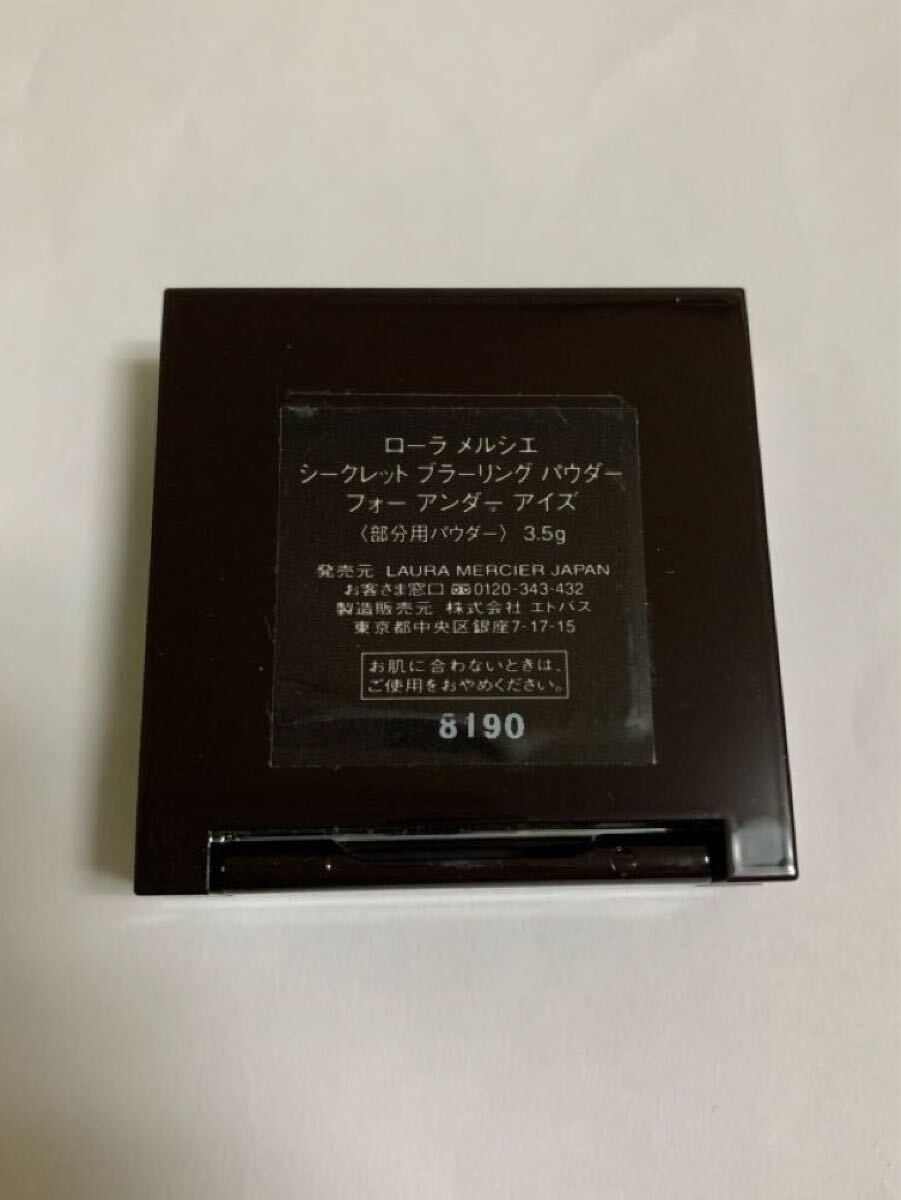 ローラ メルシエ
シークレット ブラーリング パウダー
フォー アンダー アイズ
〈部分用パウダー〉 3.5g
発売元 LAURA MERCIER JAPAN
お客さま窓口 0120-343-432
製造販売元 株式会社 エトバス
東京都中央区銀座7-17-15
お肌に合わないときは、
ご使用をおやめください。
8190